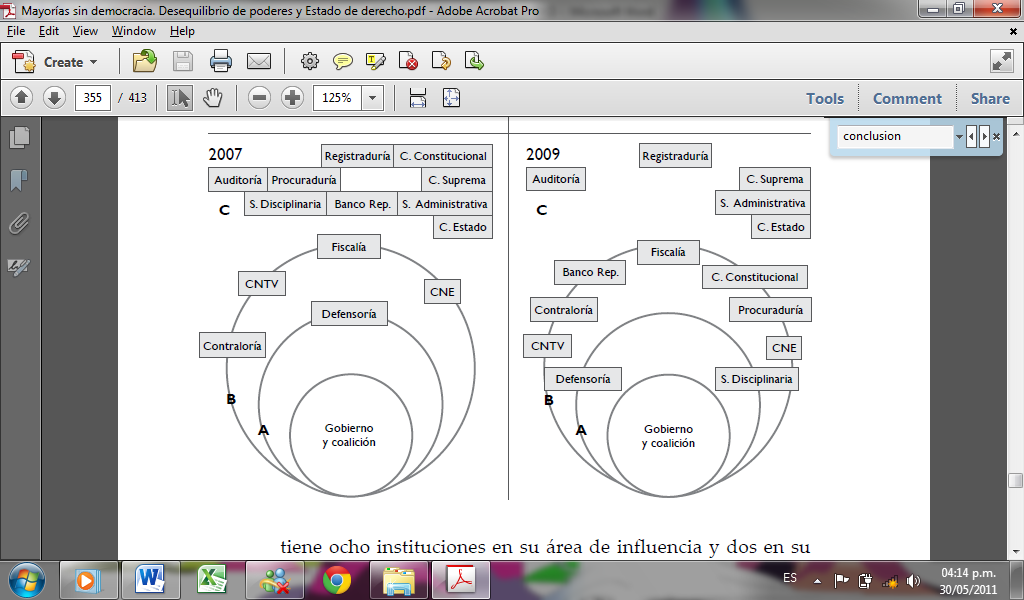 Mayorías sin democracia. Desequilibrio de poderes y Estado de derecho.pdf - Adobe Acrobat Pro
File Edit View Window Help
Create
355 / 413
125%
Tools Comment Share
conclusion
2007
Registraduría C. Constitucional
Auditoría Procuraduría C. Suprema
C S. Disciplinaria Banco Rep. S. Administrativa
C. Estado
Fiscalía
CNTV
CNE
Defensoría
Contraloría
B
A
Gobierno
y coalición
2009
Registraduría
Auditoría C. Suprema
C S. Administrativa
C. Estado
Fiscalía
Banco Rep. C. Constitucional
Contraloría Procuraduría
CNTV CNE
Defensoría S. Disciplinaria
B
A
Gobierno
y coalición
tiene ocho instituciones en su área de influencia y dos en su
ES
04:14 p.m.
30/05/2011